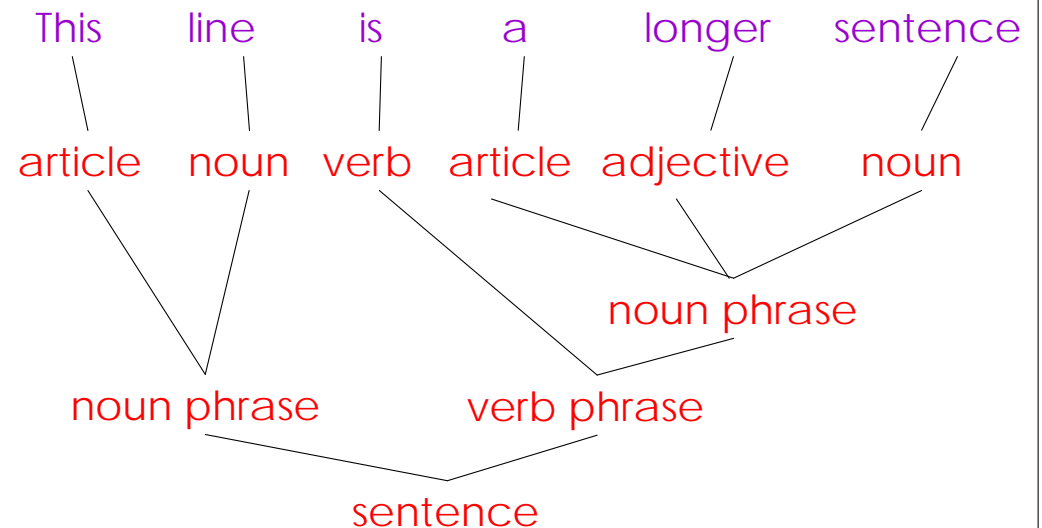 This line is a longer sentence
article noun verb article adjective noun
noun phrase
noun phrase verb phrase
sentence